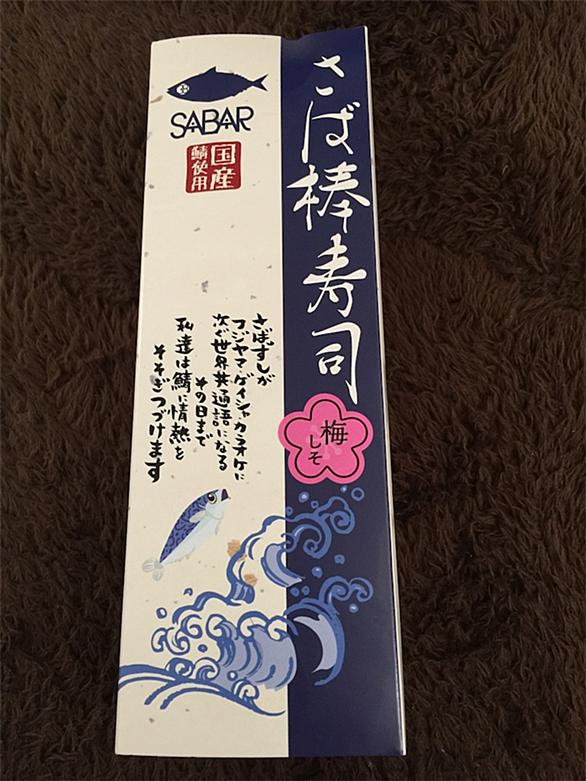 さば棒寿司
梅
しそ
SABAR
国産
鯖使用
さばずしが
フジヤマ・ゲイシャ・カラオケに
次ぐ世界共通語になる
その日まで
私達は鯖に情熱を
そそぎつづけます